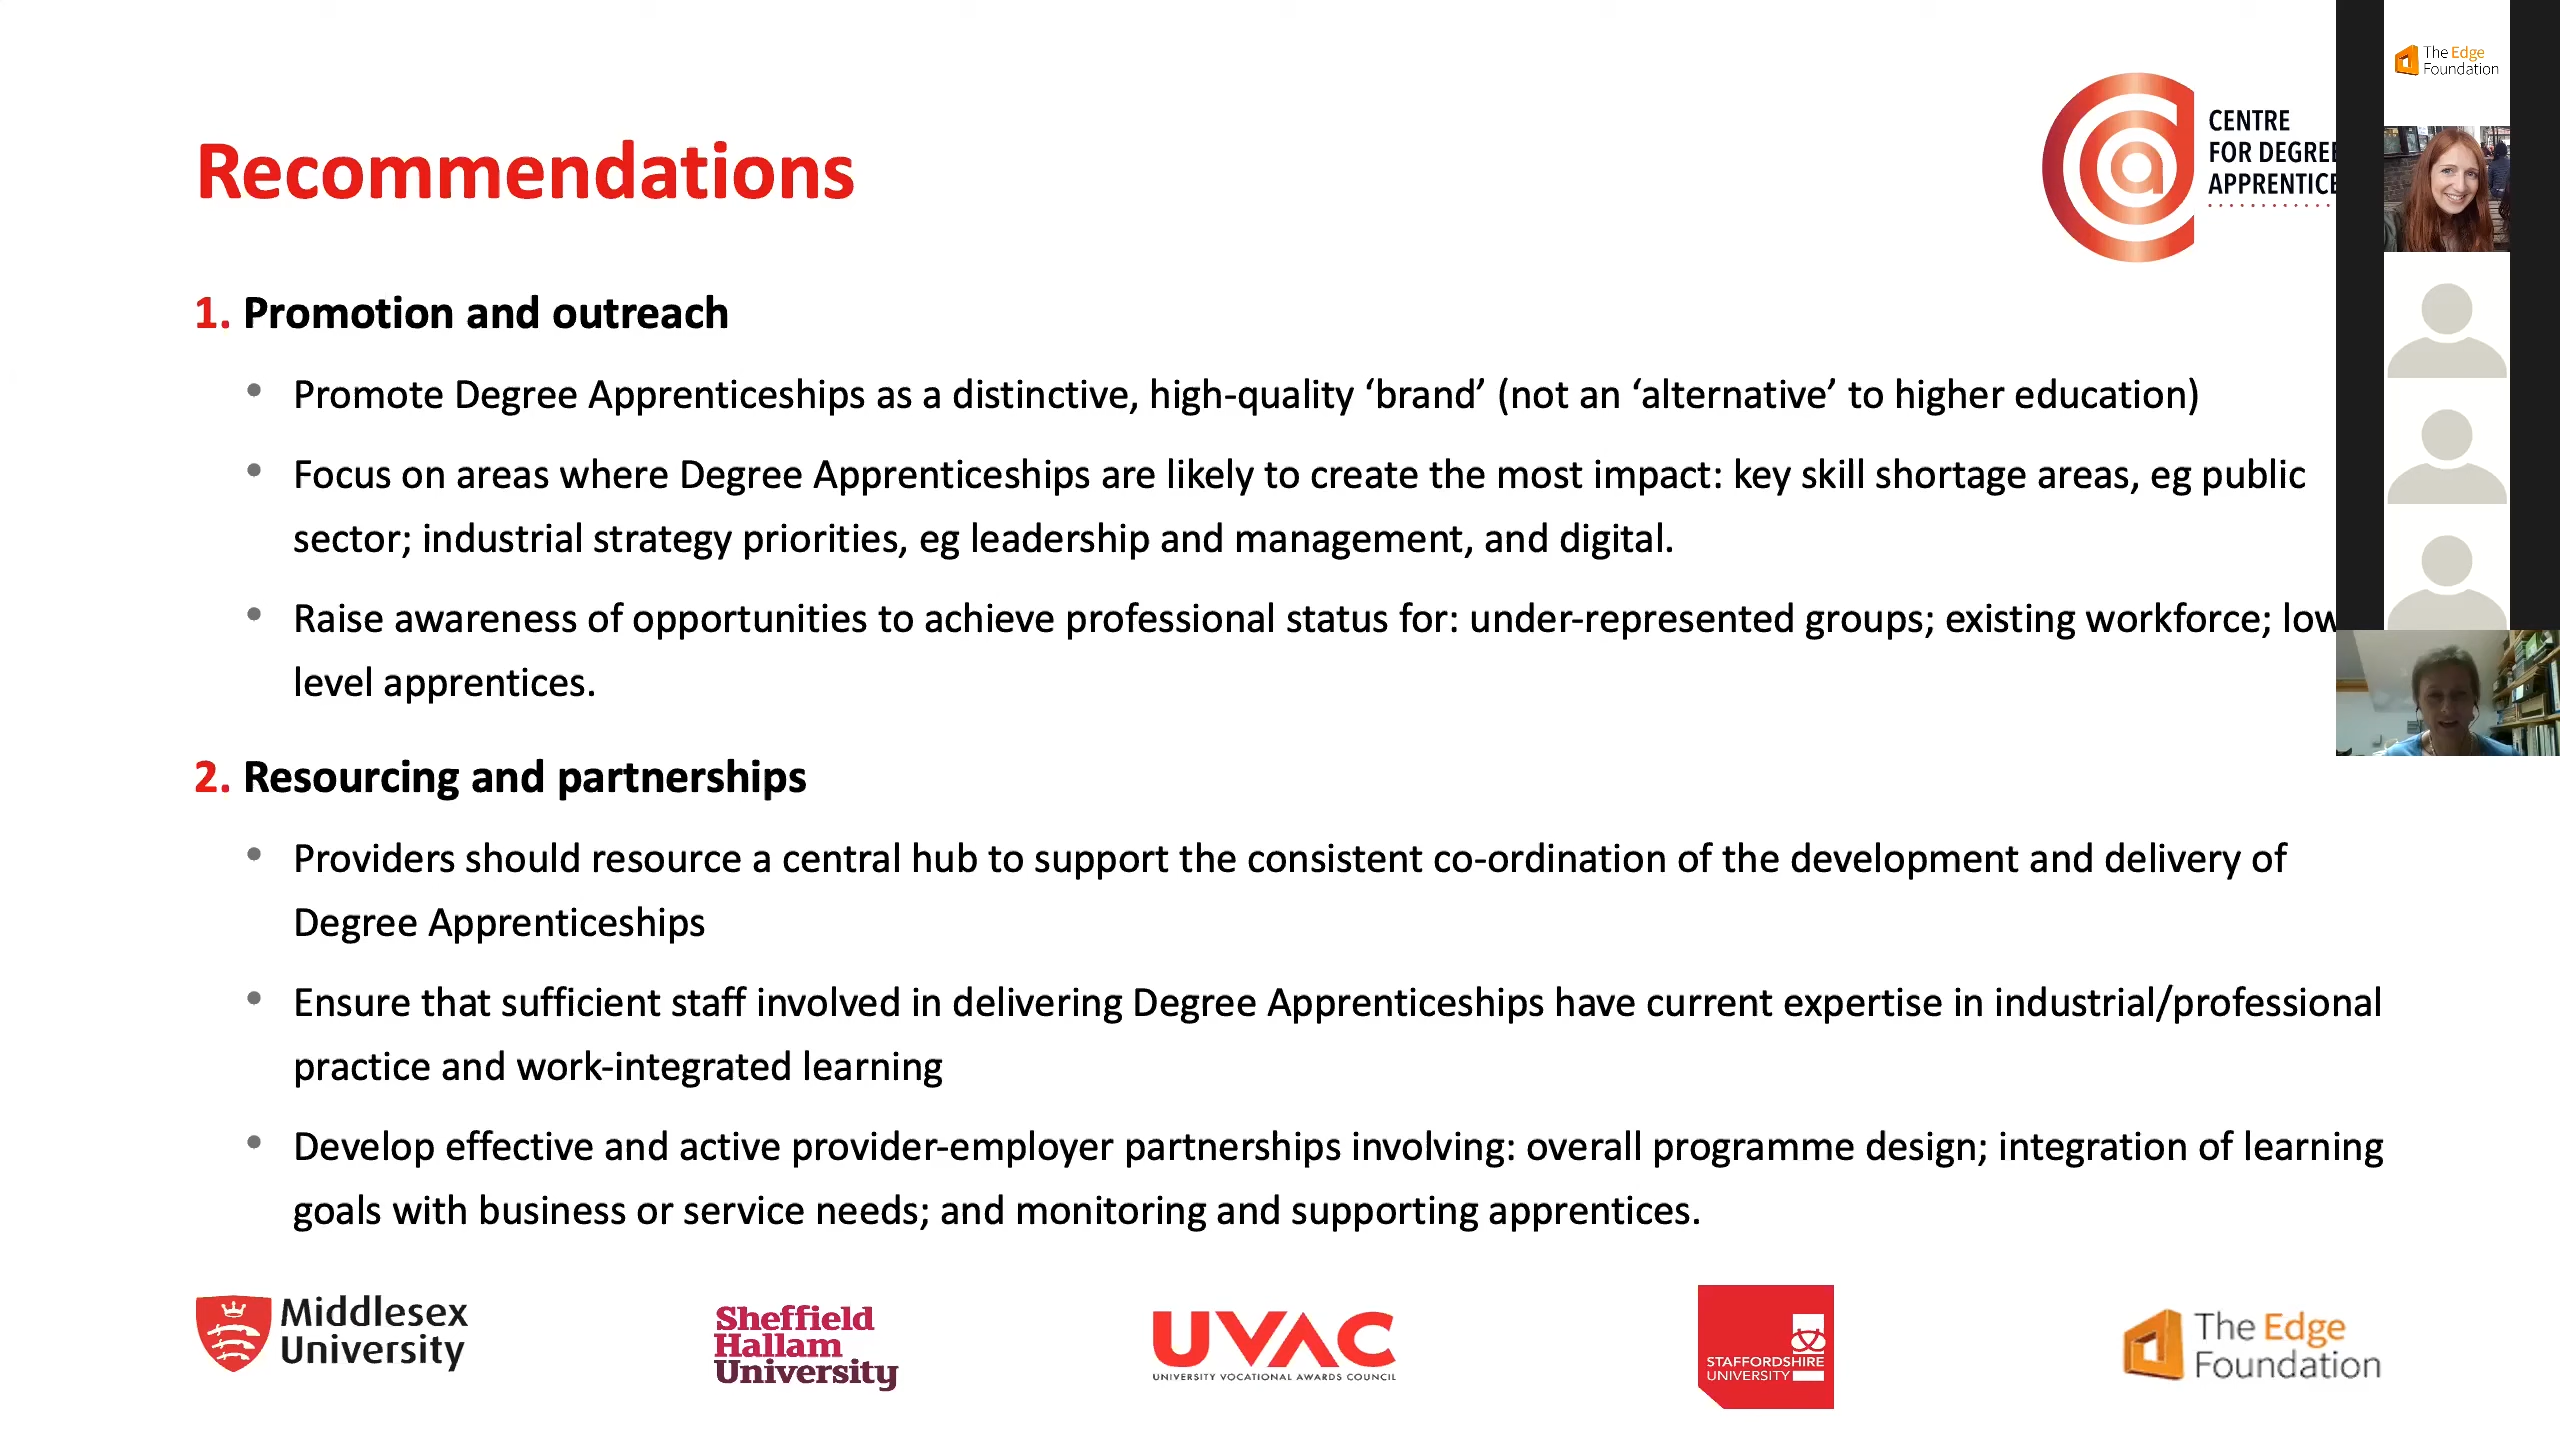 The Edge
Foundation
CENTRE
FOR DEGREE
Recommendations
1. Promotion and outreach
• Promote Degree Apprenticeships as a distinctive, high-quality ‘brand’ (not an ‘alternative’ to higher education)
• Focus on areas where Degree Apprenticeships are likely to create the most impact: key skill shortage areas, eg public
sector; industrial strategy priorities, eg leadership and management, and digital.
• Raise awareness of opportunities to achieve professional status for: under-represented groups; existing workforce;
level apprentices.
2. Resourcing and partnerships
• Providers should resource a central hub to support the consistent co-ordination of the development and delivery of
Degree Apprenticeships
• Ensure that sufficient staff involved in delivering Degree Apprenticeships have current expertise in industrial/professional
practice and work-integrated learning
• Develop effective and active provider-employer partnerships involving: overall programme design; integration of learning
goals with business or service needs; and monitoring and supporting apprentices.
Middlesex
University
Sheffield
Hallam
University
UVAC
UNIVERSITY VOCATIONAL AWARDS COUNCIL
STAFFORDSHIRE
UNIVERSITY
The Edge
Foundation